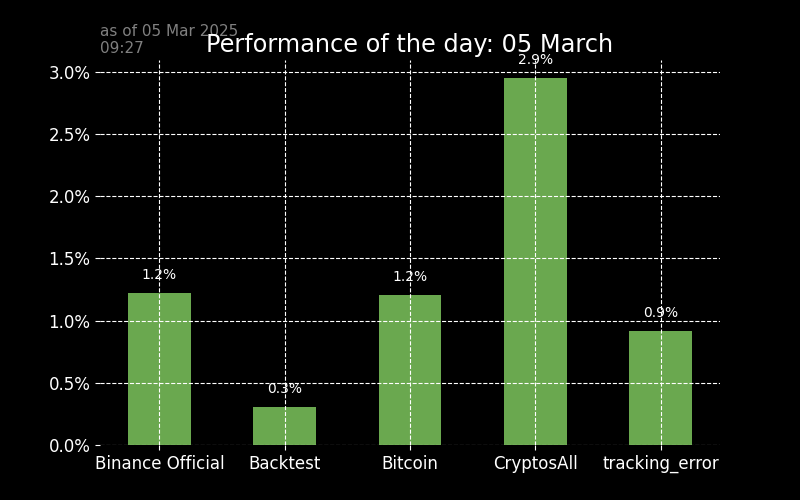 as of 05 Mar 2025
09:27
Performance of the day: 05 March
3.0%
2.5%
2.0%
1.5%
1.0%
0.5%
0.0%
1.2%
0.3%
1.2%
2.9%
0.9%
Binance Official
Backtest
Bitcoin
CryptosAll
tracking_error